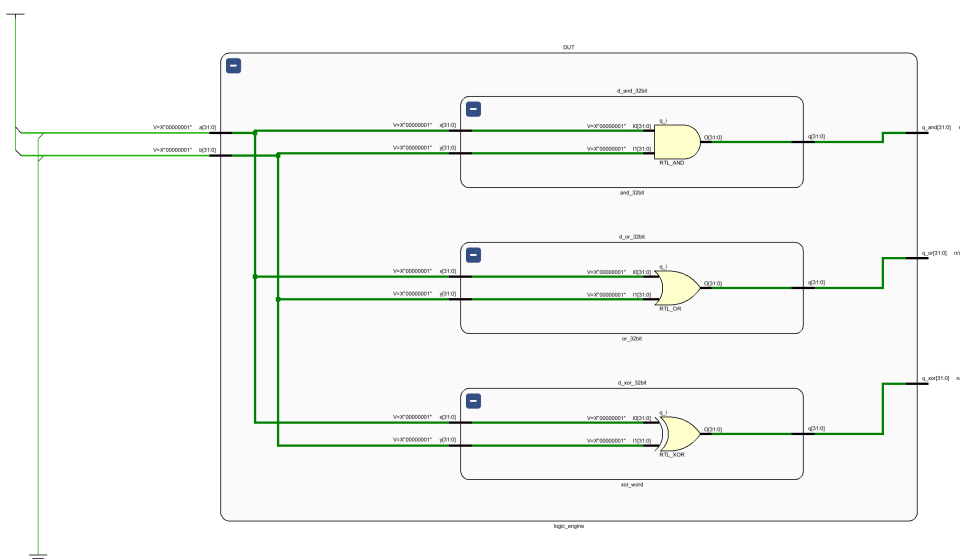 DUT
d_and_32bit
V=X"00000001" a[31:0]
V=X"00000001" x[31:0]
V=X"00000001" I0[31:0]
q_i
O[31:0]
q[31:0]
q_and[31:0]
V=X"00000001" b[31:0]
V=X"00000001" y[31:0]
V=X"00000001" I1[31:0]
RTL_AND
and_32bit
d_or_32bit
V=X"00000001" x[31:0]
V=X"00000001" I0[31:0]
q_i
O[31:0]
q[31:0]
q_or[31:0]
V=X"00000001" y[31:0]
V=X"00000001" I1[31:0]
RTL_OR
or_32bit
d_xor_32bit
V=X"00000001" x[31:0]
V=X"00000001" I0[31:0]
q_i
O[31:0]
q[31:0]
q_xor[31:0]
V=X"00000001" y[31:0]
V=X"00000001" I1[31:0]
RTL_XOR
xor_word
logic_engine